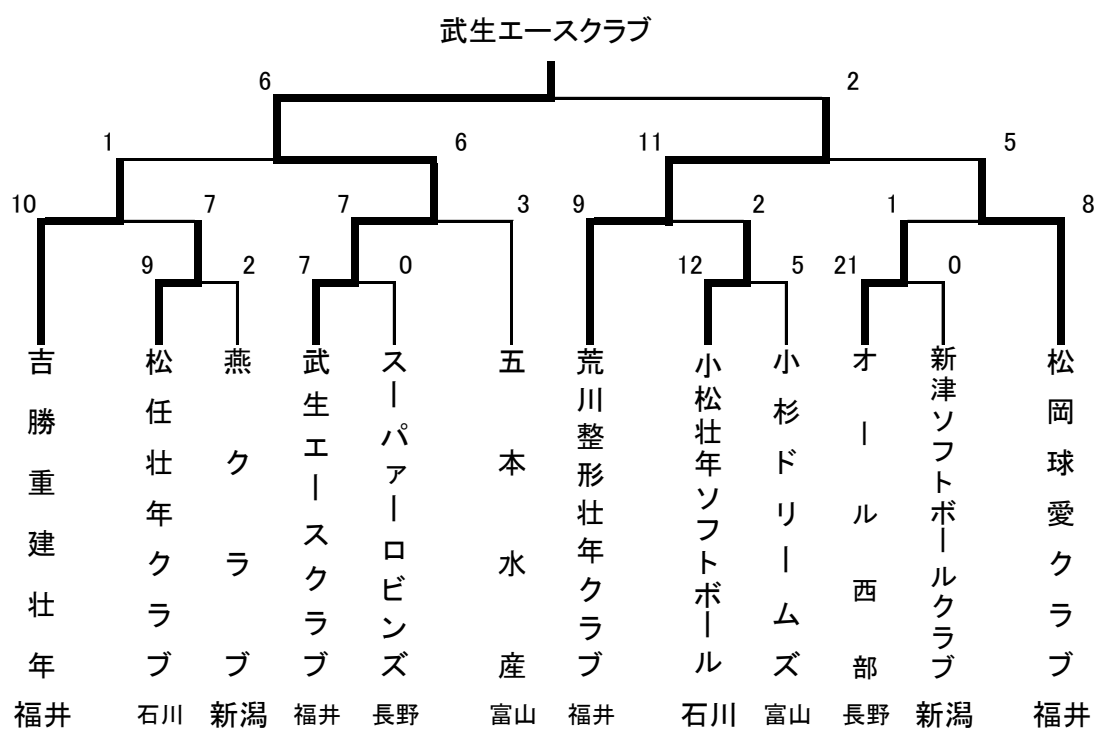 武生エースクラブ
6 2
1 6 11 5
10 7 7 3 9 2 1 8
9 2 7 0 12 5 21 0
吉勝重建壮年
松任壮年クラブ
燕クラブ
武生エースクラブ
スーパァーロビンズ
五本水産
荒川整形壮年クラブ
小松壮年ソフトボール
小杉ドリームズ
オール西部
新津ソフトボールクラブ
松岡球愛クラブ
福井 石川 新潟 福井 長野 富山 福井 石川 富山 長野 新潟 福井